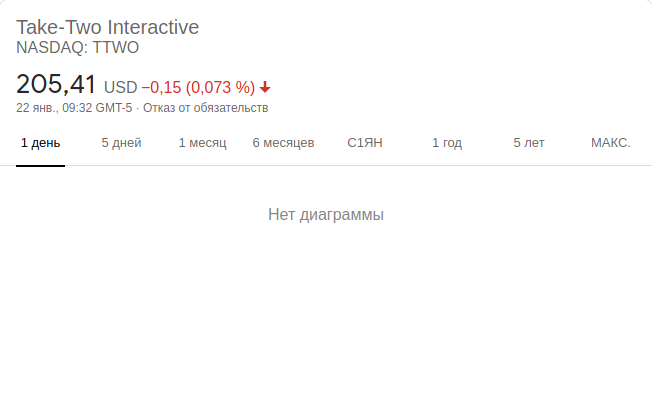 Take-Two Interactive
NASDAQ: TTWO
205,41 USD −0,15 (0,073 %)
22 янв., 09:32 GMT-5 · Отказ от обязательств
1 день 5 дней 1 месяц 6 месяцев С1ЯН 1 год 5 лет МАКС.
Нет диаграммы